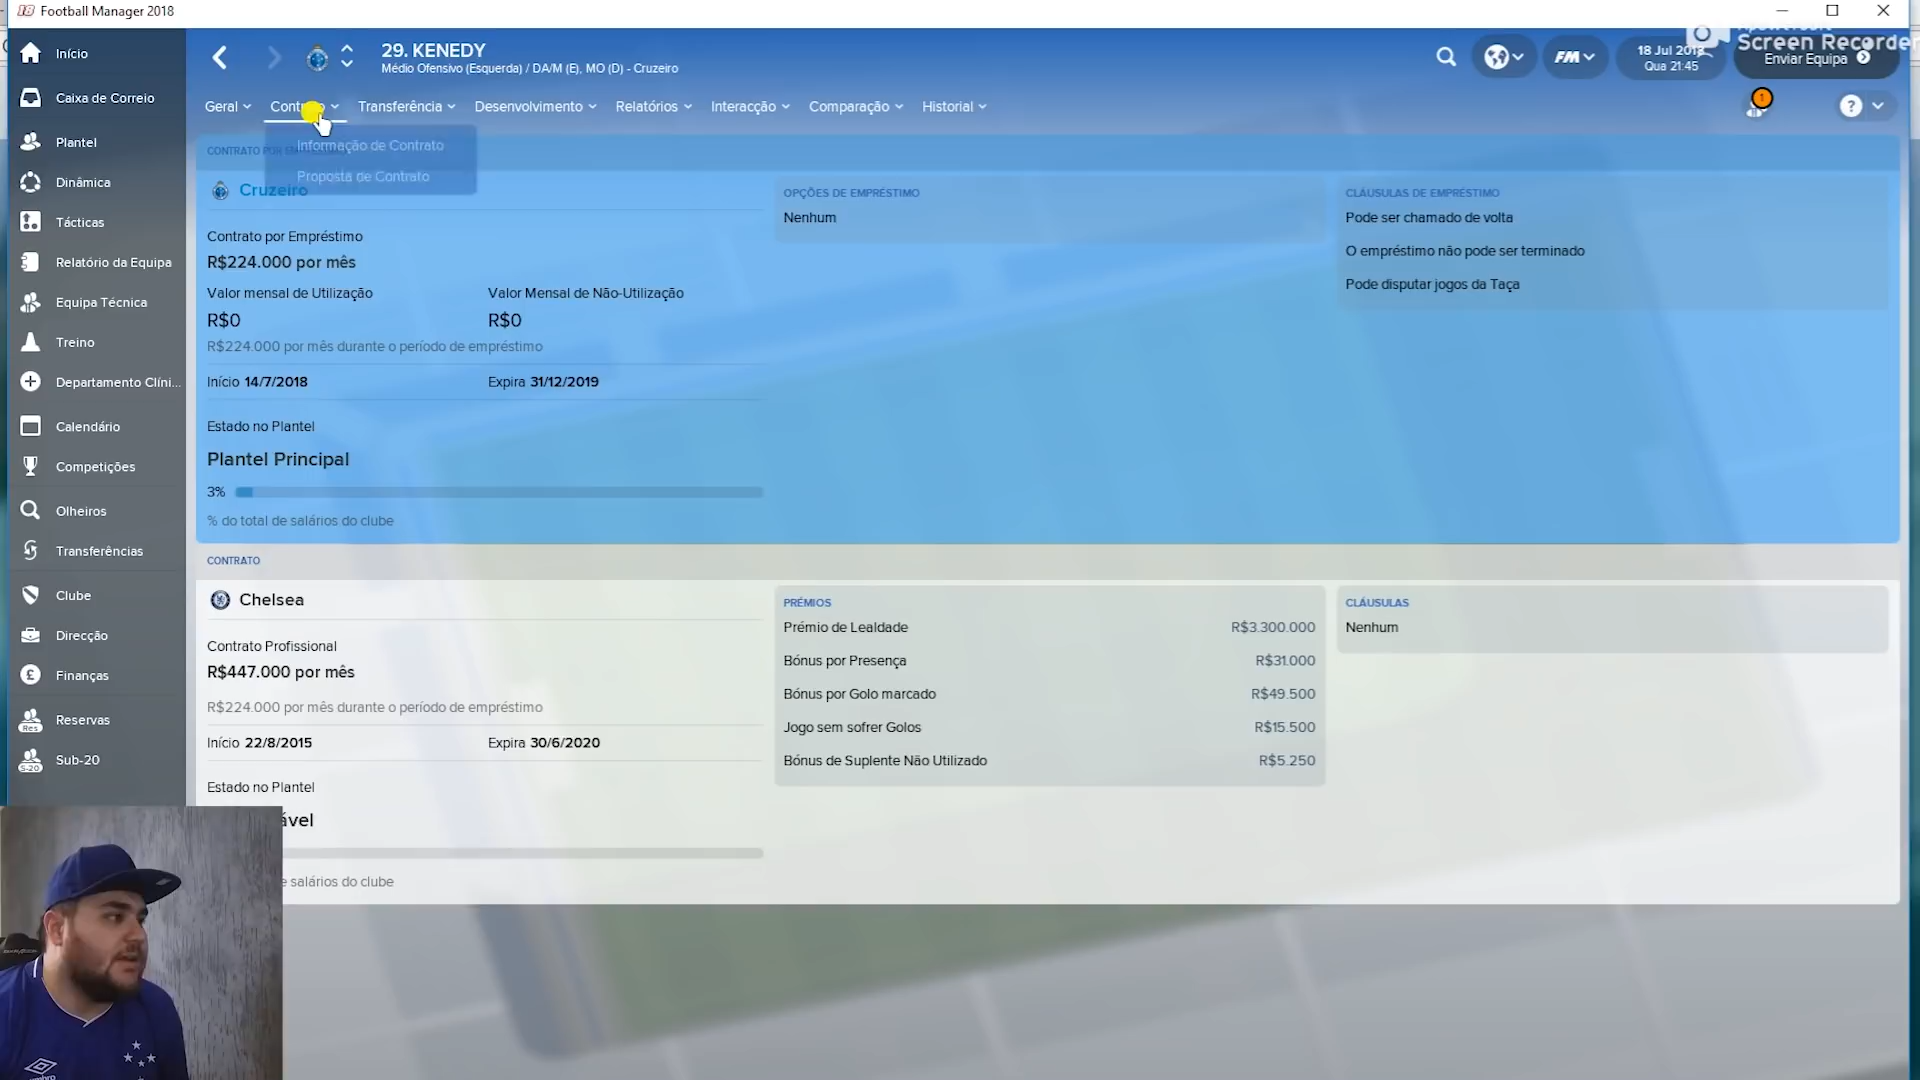 Football Manager 2018
Início
Caixa de Correio
Plantel
Dinâmica
Tácticas
Relatório da Equipa
Equipa Técnica
Treino
Departamento Clíni...
Calendário
Competições
Olheiros
Transferências
Clube
Direcção
Finanças
Reservas
Sub-20
29. KENEDY
Médio Ofensivo (Esquerda) / DA/M (E), MO (D) - Cruzeiro
FM
18 Jul 2018
Qua 21:45
Screen Recorder
Enviar Equipa
Geral
Transferência
Desenvolvimento
Relatórios
Interacção
Comparação
Historial
1
?
Informação de Contrato
Proposta de Contrato
CONTRATO
Cruzeiro
Contrato por Empréstimo
R$224.000 por mês
Valor mensal de Utilização
Valor Mensal de Não-Utilização
R$0
R$0
R$224.000 por mês durante o período de empréstimo
Início 14/7/2018
Expira 31/12/2019
Estado no Plantel
Plantel Principal
3%
% do total de salários do clube
OPÇÕES DE EMPRÉSTIMO
Nenhum
CLÁUSULAS DE EMPRÉSTIMO
Pode ser chamado de volta
O empréstimo não pode ser terminado
Pode disputar jogos da Taça
CONTRATO
Chelsea
Contrato Profissional
R$447.000 por mês
R$224.000 por mês durante o período de empréstimo
Início 22/8/2015
Expira 30/6/2020
Estado no Plantel
ável
e salários do clube
PRÉMIOS
Prémio de Lealdade R$3.300.000
Bónus por Presença R$31.000
Bónus por Golo marcado R$49.500
Jogo sem sofrer Golos R$15.500
Bónus de Suplente Não Utilizado R$5.250
CLÁUSULAS
Nenhum